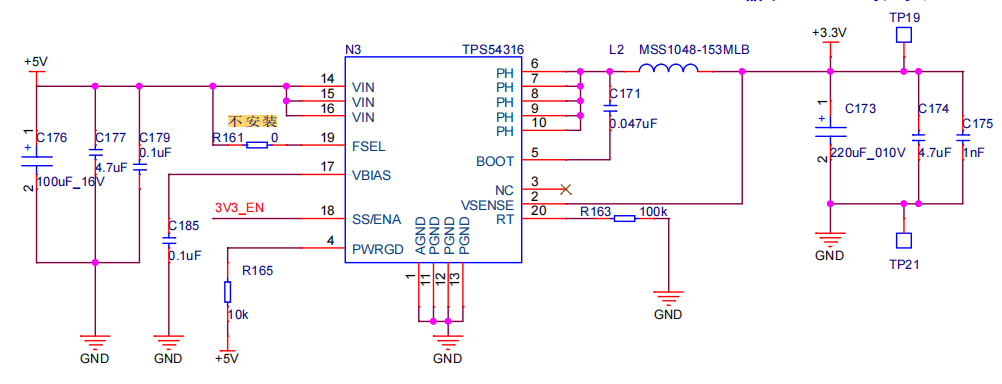 TP19
+3.3V
+5V
N3
TPS54316
L2
MSS1048-153MLB
14
VIN
15
VIN
16
VIN
不安装
R161
0
19
FSEL
17
VBIAS
3V3_EN
18
SS/ENA
4
PWRGD
PH
6
PH
7
PH
8
PH
9
PH
10
BOOT
5
NC
3
VSENSE
2
RT
20
AGND
PGND
PGND
PGND
1
11
12
13
GND
1
+
C176
100uF_16V
2
C177
4.7uF
C179
0.1uF
GND
C185
0.1uF
GND
R165
10k
+5V
C171
0.047uF
R163
100k
GND
1
+
C173
220uF_010V
2
C174
4.7uF
C175
1nF
GND
TP21